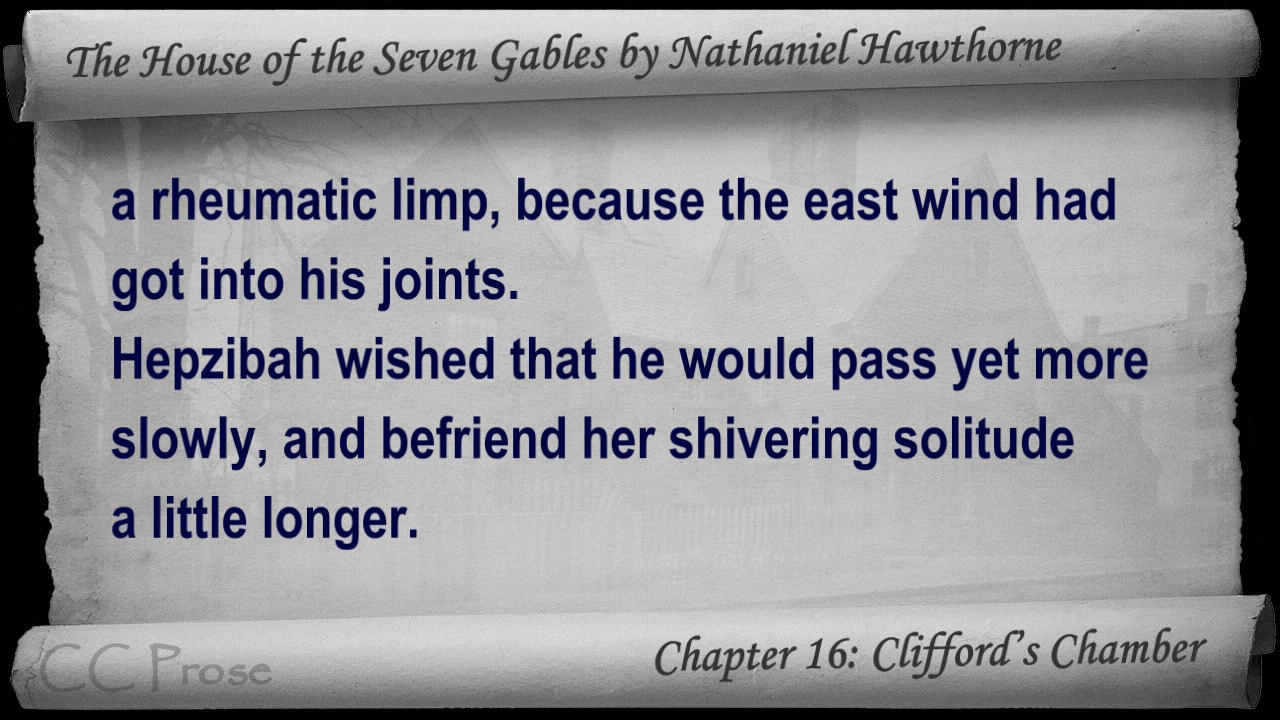 The House of the Seven Gables by Nathaniel Hawthorne
a rheumatic limp, because the east wind had
got into his joints.
Hepzibah wished that he would pass yet more
slowly, and befriend her shivering solitude
a little longer.
CC Prose
Chapter 16: Clifford's Chamber